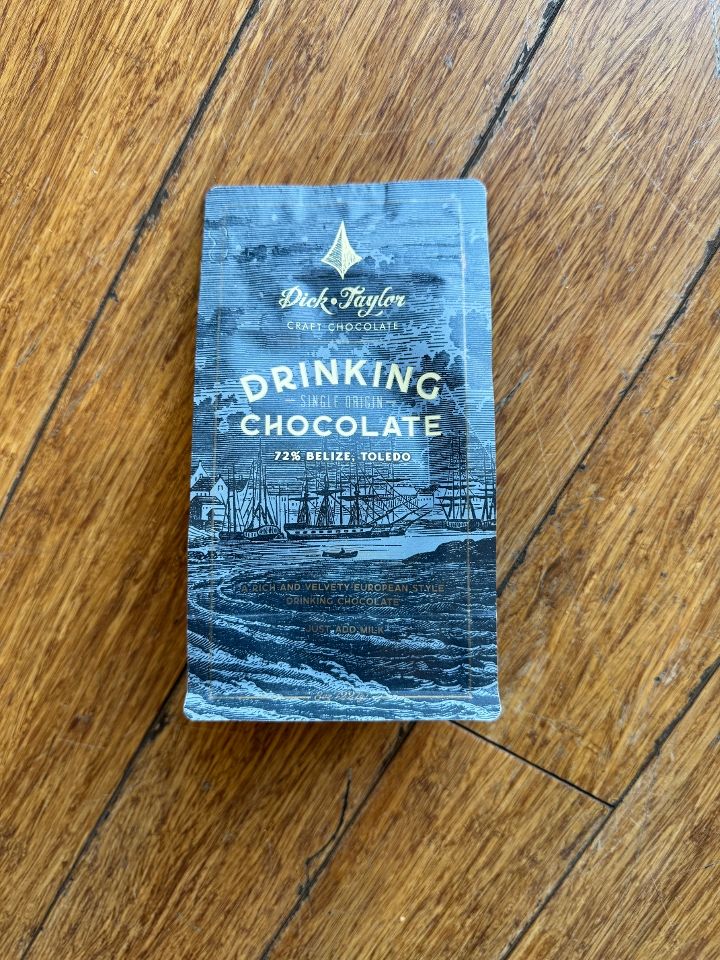 Dick • Taylor
CRAFT CHOCOLATE
DRINKING
SINGLE ORIGIN
CHOCOLATE
72% BELIZE, TOLEDO
A RICH AND VELVETY EUROPEAN STYLE
DRINKING CHOCOLATE
JUST ADD MILK